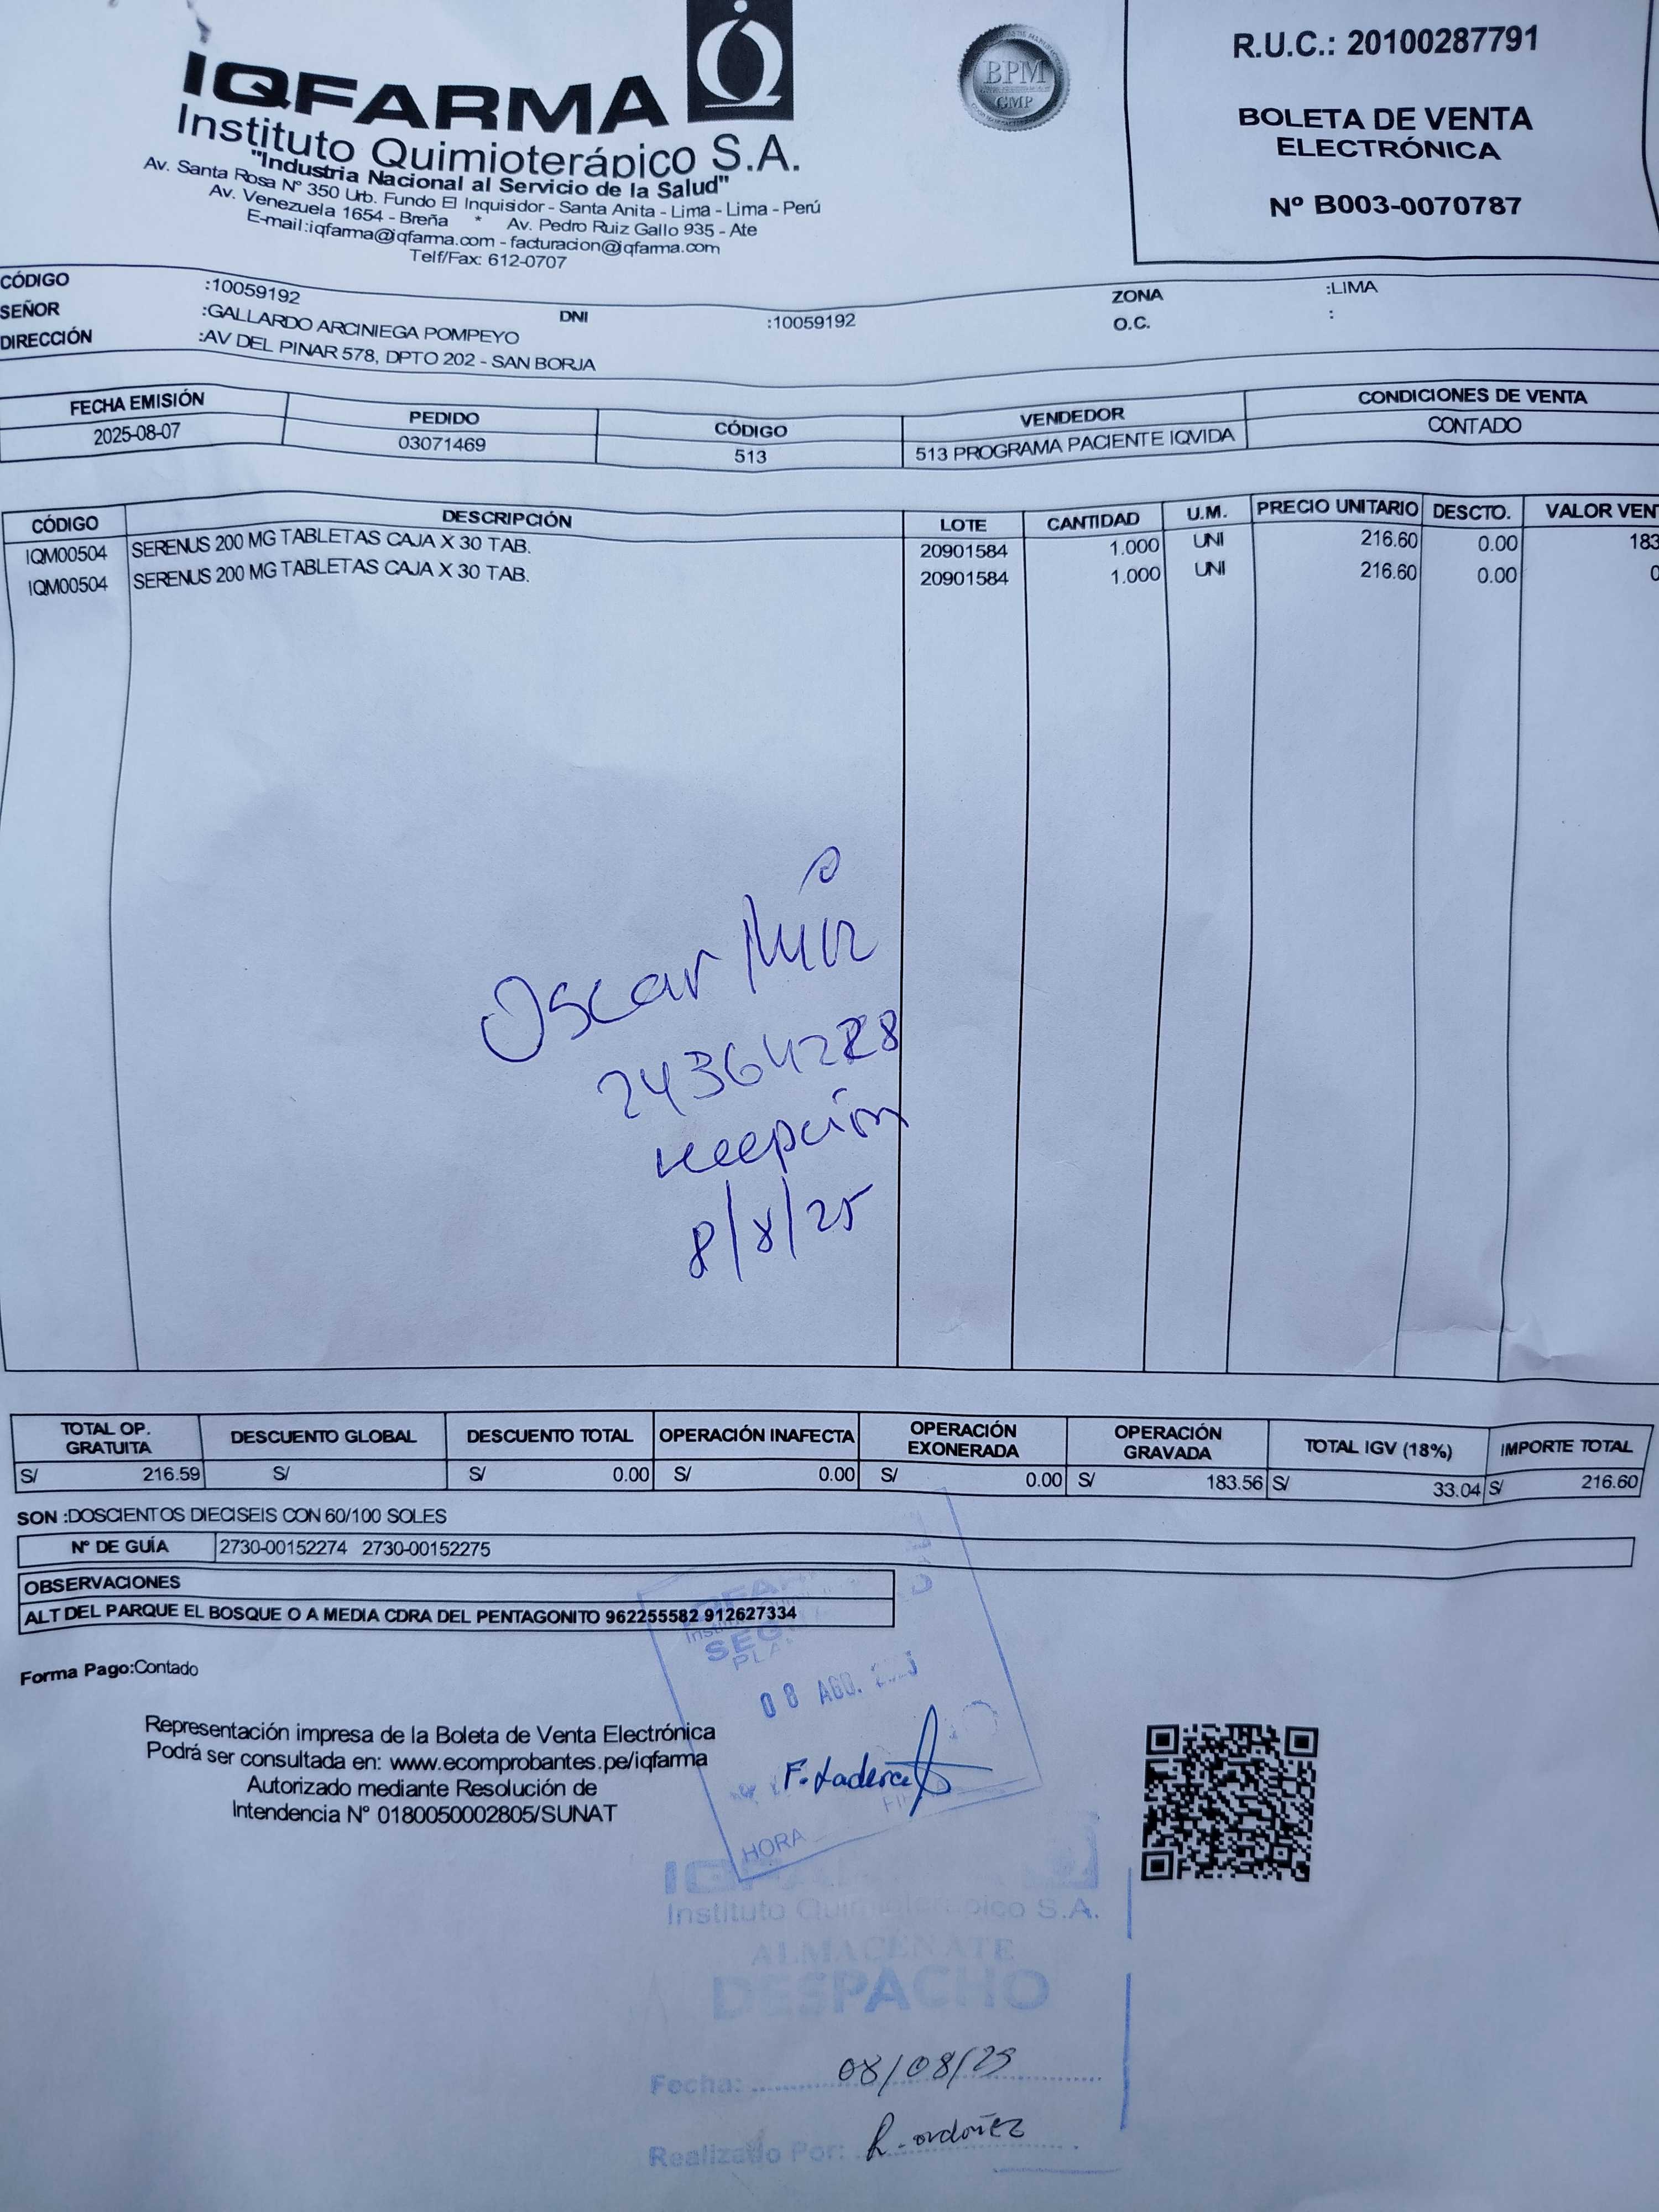 IQFARMA
Instituto Quimioterápico S.A.
"Industria Nacional al Servicio de la Salud"
Av. Santa Rosa Nº 350 Urb. Fundo El Inquisidor - Santa Anita - Lima - Lima - Perú
Av. Venezuela 1654 - Breña * Av. Pedro Ruiz Gallo 935 - Ate
E-mail:iqfarma@iqfarma.com - facturacion@iqfarma.com
Telf/Fax: 612-0707
BPM
GMP
R.U.C.: 20100287791
BOLETA DE VENTA
ELECTRÓNICA
Nº B003-0070787
CÓDIGO :10059192 ZONA :LIMA
SEÑOR :GALLARDO ARCINIEGA POMPEYO DNI :10059192 O.C. :
DIRECCIÓN :AV DEL PINAR 578, DPTO 202 - SAN BORJA
FECHA EMISIÓN PEDIDO CÓDIGO VENDEDOR CONDICIONES DE VENTA
2025-08-07 03071469 513 513 PROGRAMA PACIENTE IQVIDA CONTADO
CÓDIGO DESCRIPCIÓN LOTE CANTIDAD U.M. PRECIO UNITARIO DESCTO. VALOR VEN
IQM00504 SERENUS 200 MG TABLETAS CAJA X 30 TAB. 20901584 1.000 UNI 216.60 0.00 183
IQM00504 SERENUS 200 MG TABLETAS CAJA X 30 TAB. 20901584 1.000 UNI 216.60 0.00 0
Oscar
recepción
8/8/25
TOTAL OP. GRATUITA DESCUENTO GLOBAL DESCUENTO TOTAL OPERACIÓN INAFECTA OPERACIÓN EXONERADA OPERACIÓN GRAVADA TOTAL IGV (18%) IMPORTE TOTAL
S/ 216.59 S/ S/ 0.00 S/ 0.00 S/ 0.00 S/ 183.56 S/ 33.04 S/ 216.60
SON :DOSCIENTOS DIECISEIS CON 60/100 SOLES
Nº DE GUÍA 2730-00152274 2730-00152275
OBSERVACIONES
ALT DEL PARQUE EL BOSQUE O A MEDIA CDRA DEL PENTAGONITO 962255582 912627334
Forma Pago:Contado
08 AGO.
HORA
Representación impresa de la Boleta de Venta Electrónica
Podrá ser consultada en: www.ecomprobantes.pe/iqfarma
Autorizado mediante Resolución de
Intendencia Nº 0180050002805/SUNAT
Instituto Quimioterápico S.A.
ALMACEN ATE
DESPACHO
Fecha: 08/08/25
Realizado Por: R. ordoñez